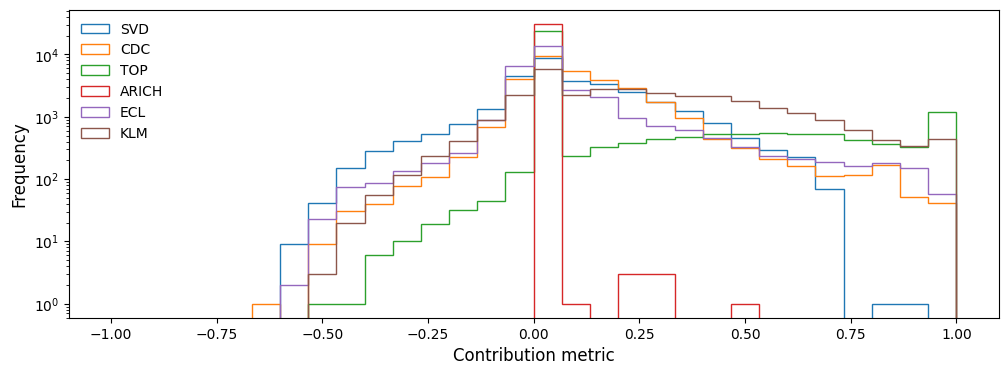 SVD
CDC
TOP
ARICH
ECL
KLM
Frequency
10⁴
10³
10²
10¹
10⁰
−1.00 −0.75 −0.50 −0.25 0.00 0.25 0.50 0.75 1.00
Contribution metric